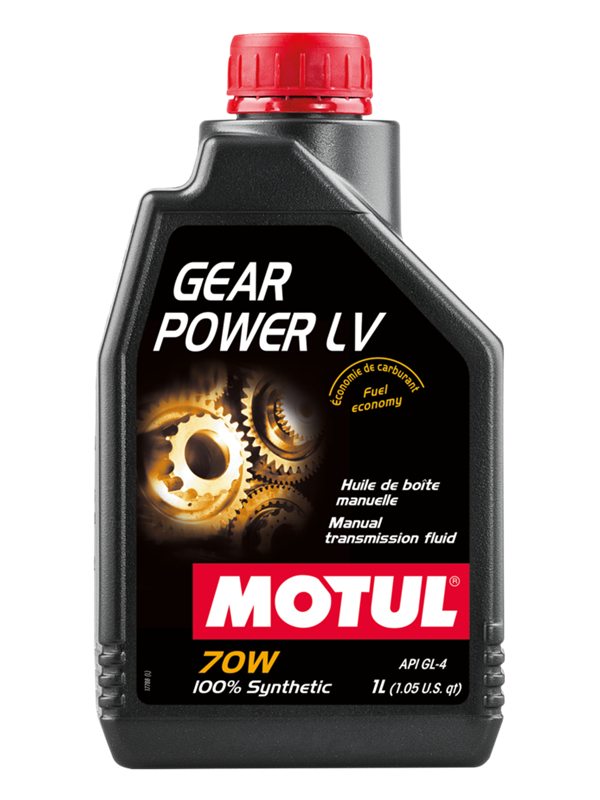 GEAR
POWER LV
Économie de carburant
Fuel
economy
Huile de boîte
manuelle
Manual
transmission fluid
MOTUL®
70W
API GL-4
100% Synthetic
1L (1.05 U.S. qt)